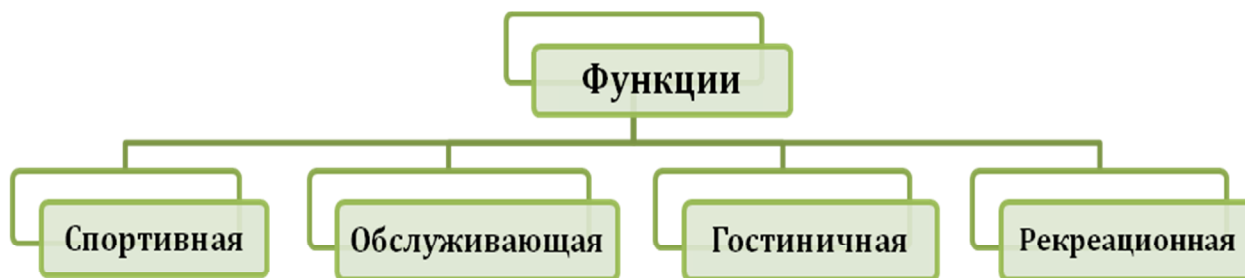 Функции
Спортивная
Обслуживающая
Гостиничная
Рекреационная